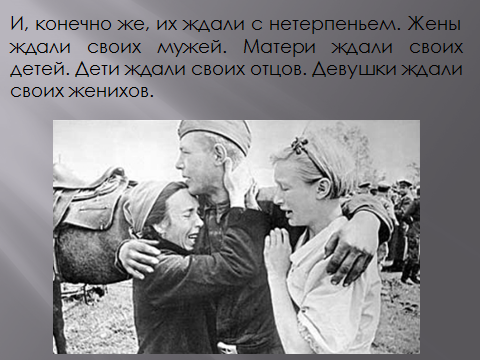 И, конечно же, их ждали с нетерпеньем. Жены
ждали своих мужей. Матери ждали своих
детей. Дети ждали своих отцов. Девушки ждали
своих женихов.